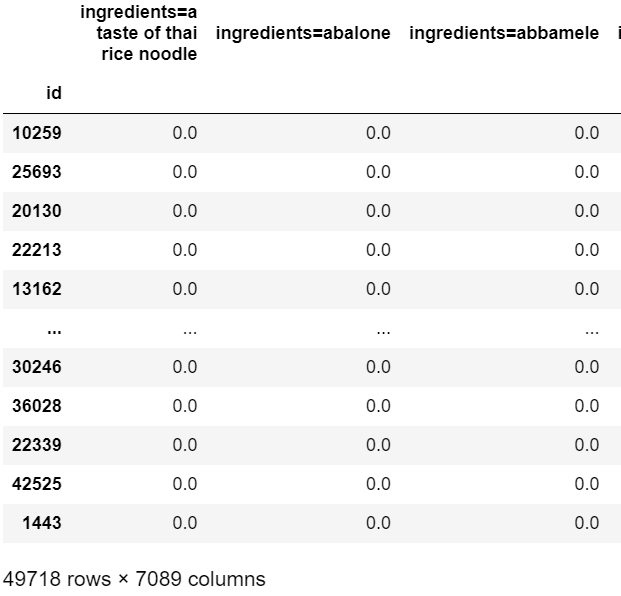 ingredients=a
taste of thai
rice noodle ingredients=abalone ingredients=abbamele i
id
10259 0.0 0.0 0.0
25693 0.0 0.0 0.0
20130 0.0 0.0 0.0
22213 0.0 0.0 0.0
13162 0.0 0.0 0.0
... ... ... ...
30246 0.0 0.0 0.0
36028 0.0 0.0 0.0
22339 0.0 0.0 0.0
42525 0.0 0.0 0.0
1443 0.0 0.0 0.0
49718 rows × 7089 columns